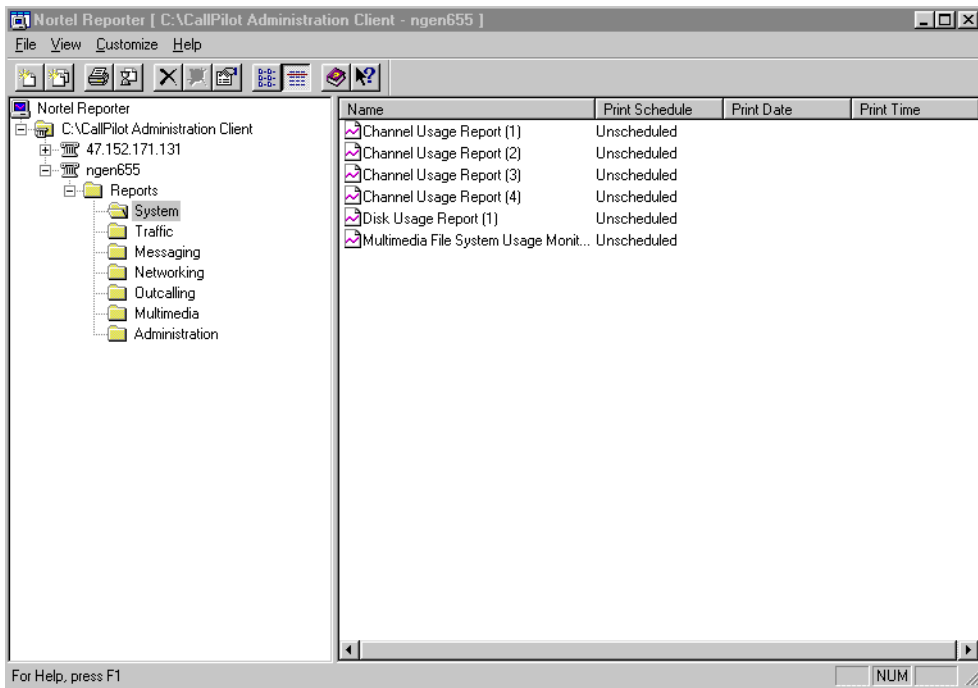 Nortel Reporter [ C:\CallPilot Administration Client - ngen655 ]
File View Customize Help
Nortel Reporter
C:\CallPilot Administration Client
47.152.171.131
ngen655
Reports
System
Traffic
Messaging
Networking
Outcalling
Multimedia
Administration
Name Print Schedule Print Date Print Time
Channel Usage Report (1) Unscheduled
Channel Usage Report (2) Unscheduled
Channel Usage Report (3) Unscheduled
Channel Usage Report (4) Unscheduled
Disk Usage Report (1) Unscheduled
Multimedia File System Usage Monit... Unscheduled
For Help, press F1
NUM